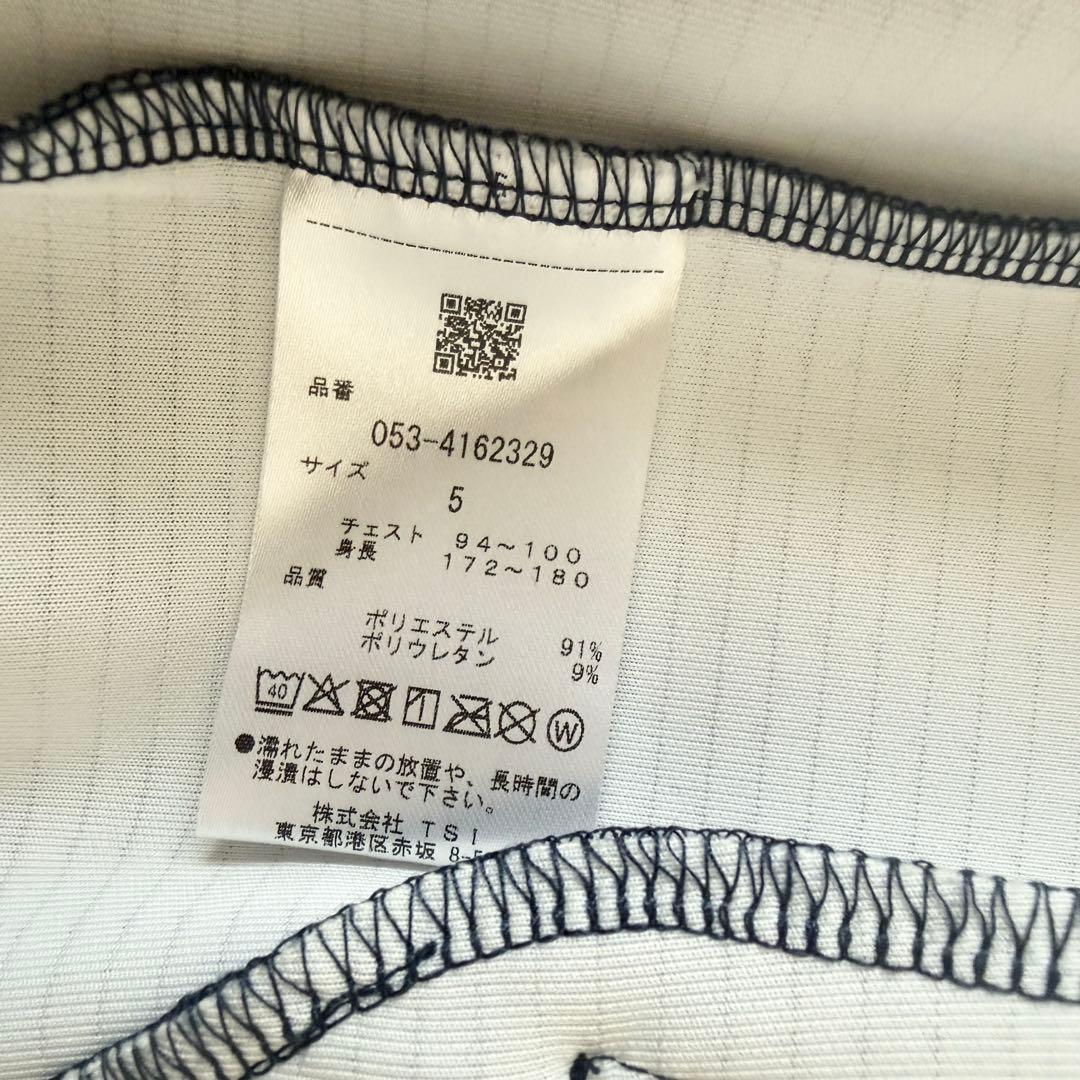 品番
053-4162329
サイズ
5
チェスト 94～100
身長 172～180
品質
ポリエステル 91%
ポリウレタン 9%
40 W
●濡れたままの放置や、長時間の
浸漬はしないで下さい。
株式会社 TSI
東京都港区赤坂 8-5